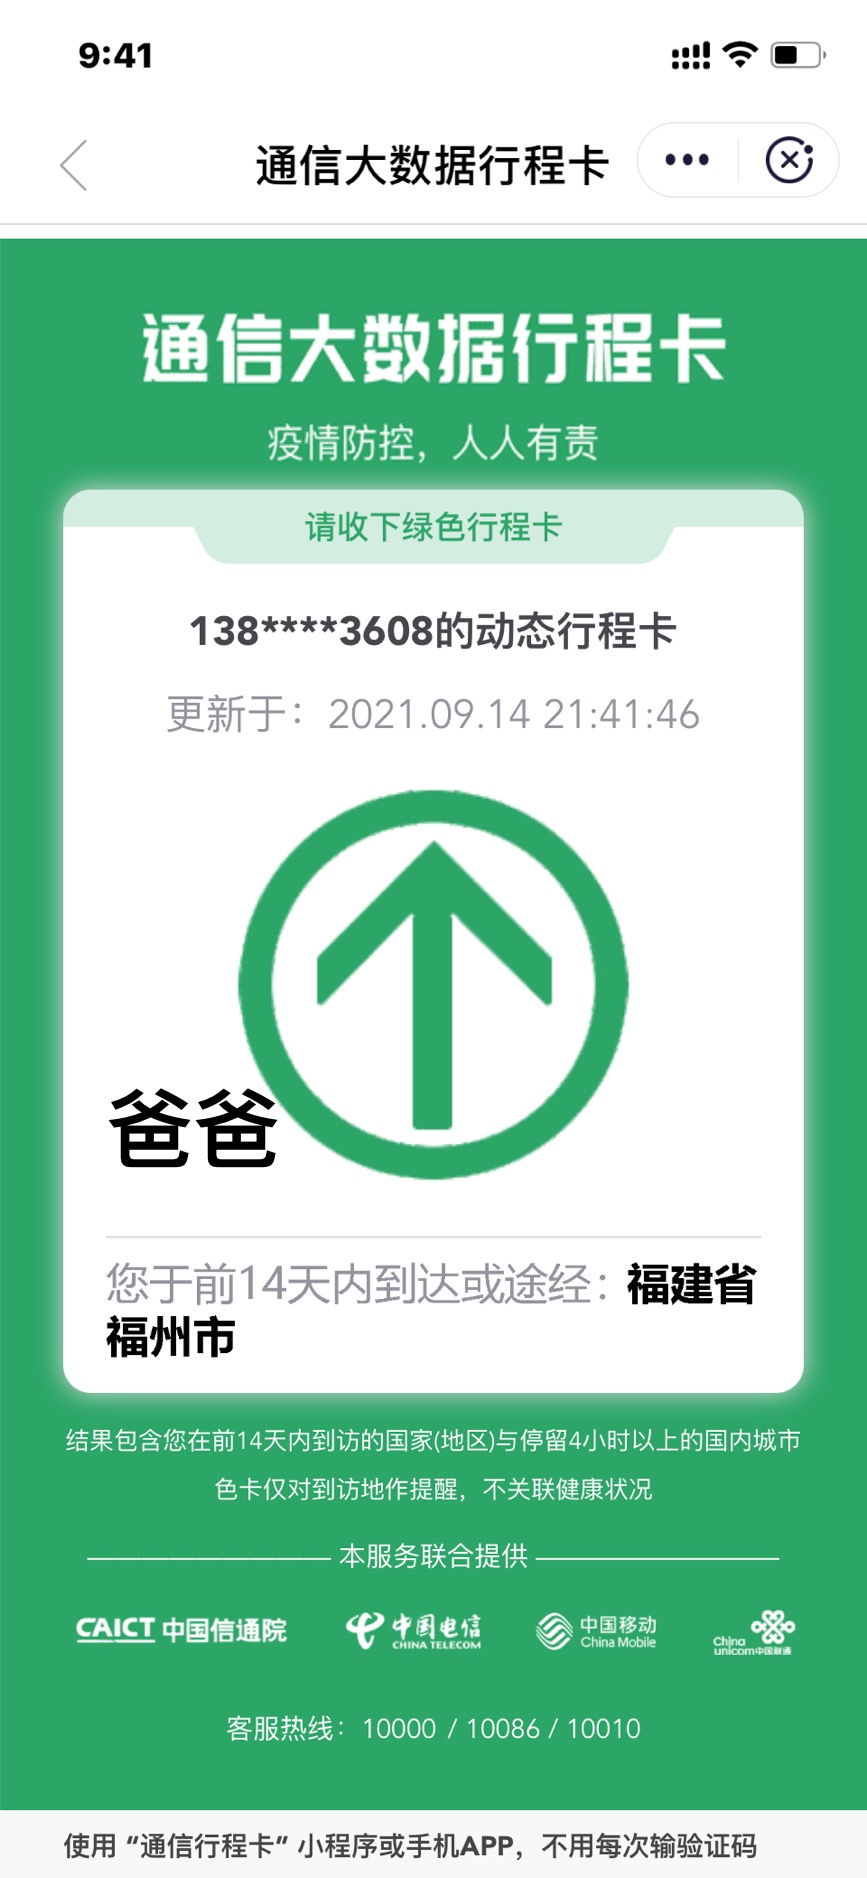 9:41
通信大数据行程卡
通信大数据行程卡
疫情防控，人人有责
请收下绿色行程卡
138****3608的动态行程卡
更新于：2021.09.14 21:41:46
爸爸
您于前14天内到达或途经：福建省
福州市
结果包含您在前14天内到访的国家(地区)与停留4小时以上的国内城市
色卡仅对到访地作提醒，不关联健康状况
本服务联合提供
CAICT 中国信通院
中国电信
CHINA TELECOM
中国移动
China Mobile
China
unicom中国联通
客服热线：10000 / 10086 / 10010
使用“通信行程卡”小程序或手机APP，不用每次输验证码